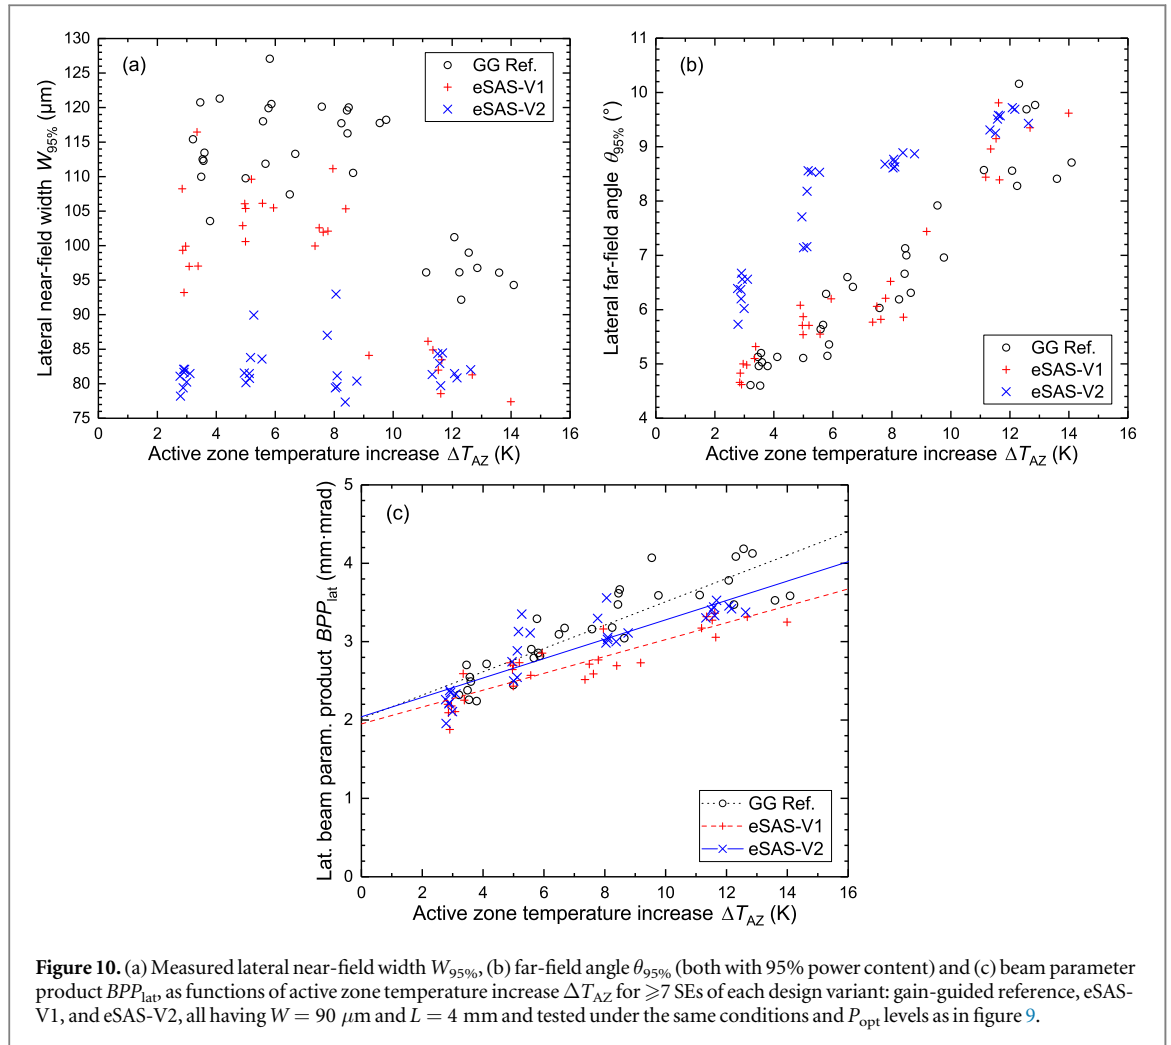 (a)
GG Ref.
eSAS-V1
eSAS-V2
Lateral near-field width W95% (µm)
130
125
120
115
110
105
100
95
90
85
80
75
0 2 4 6 8 10 12 14 16
Active zone temperature increase ΔTAZ (K)
(b)
Lateral far-field angle θ95% (°)
11
10
9
8
7
6
5
4
GG Ref.
eSAS-V1
eSAS-V2
0 2 4 6 8 10 12 14 16
Active zone temperature increase ΔTAZ (K)
(c)
Lat. beam param. product BPPlat (mm·mrad)
5
4
3
2
1
0
GG Ref.
eSAS-V1
eSAS-V2
0 2 4 6 8 10 12 14 16
Active zone temperature increase ΔTAZ (K)
Figure 10. (a) Measured lateral near-field width W95%, (b) far-field angle θ95% (both with 95% power content) and (c) beam parameter
product BPPlat, as functions of active zone temperature increase ΔTAZ for ⩾7 SEs of each design variant: gain-guided reference, eSAS-
V1, and eSAS-V2, all having W = 90 μm and L = 4 mm and tested under the same conditions and Popt levels as in figure 9.